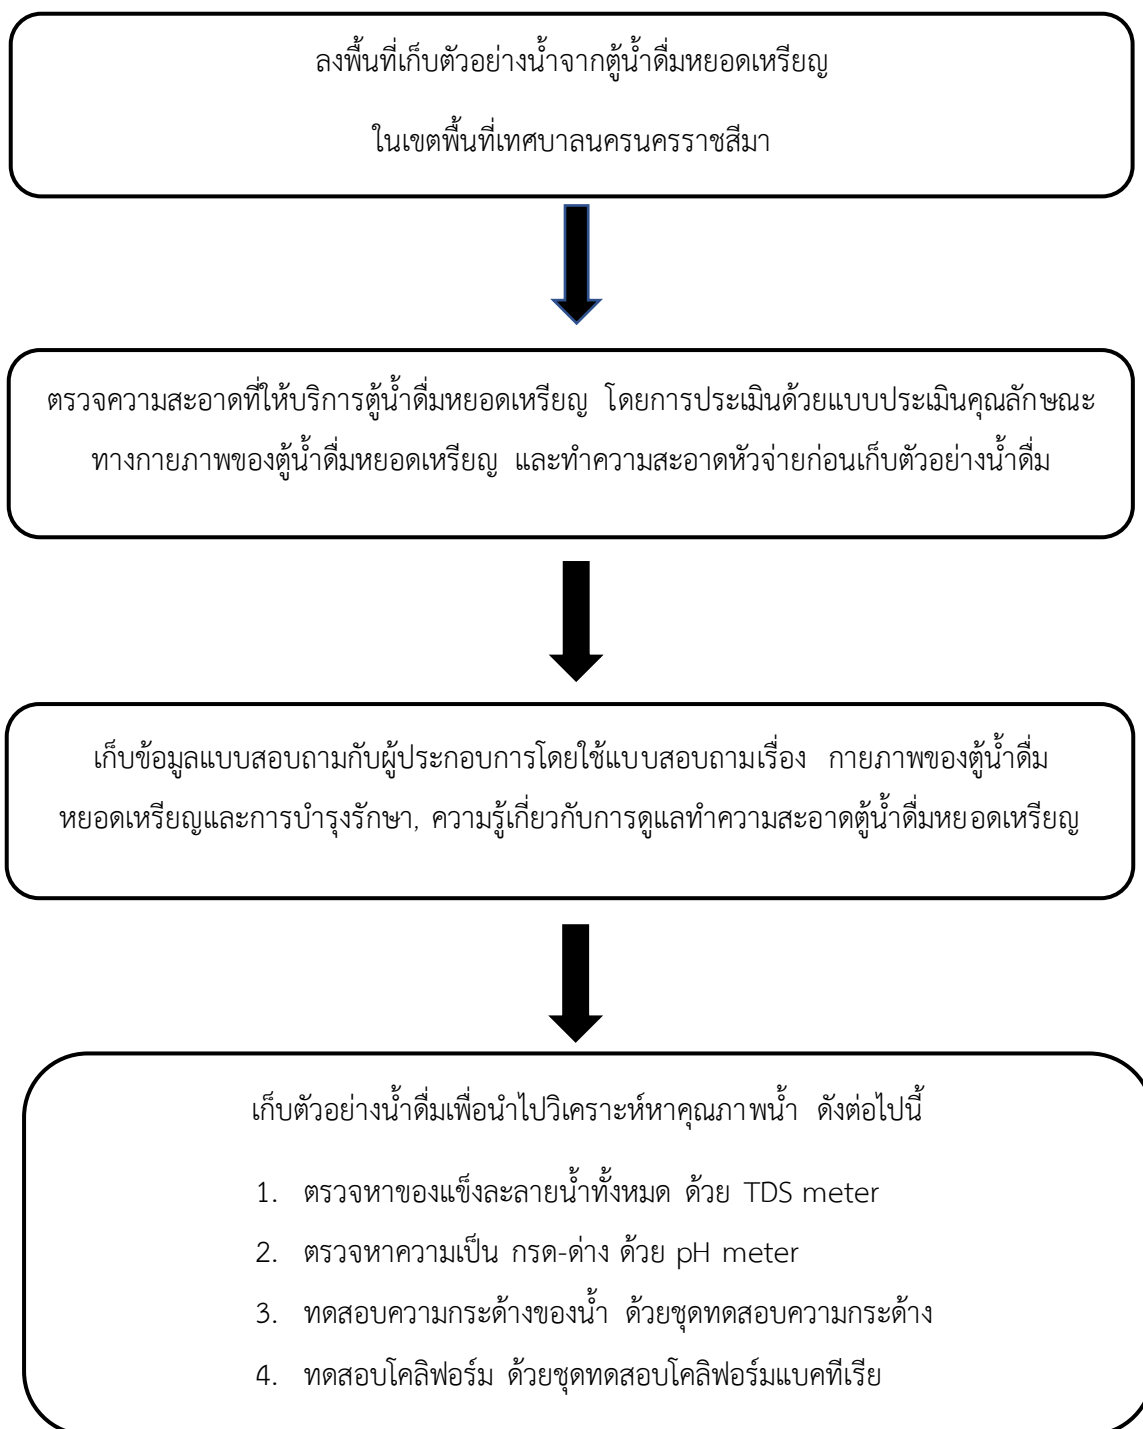 ลงพื้นที่เก็บตัวอย่างน้ำจากตู้น้ำดื่มหยอดเหรียญ
ในเขตพื้นที่เทศบาลนครนครราชสีมา
ตรวจความสะอาดที่ให้บริการตู้น้ำดื่มหยอดเหรียญ โดยการประเมินด้วยแบบประเมินคุณลักษณะ
ทางกายภาพของตู้น้ำดื่มหยอดเหรียญ และทำความสะอาดหัวจ่ายก่อนเก็บตัวอย่างน้ำดื่ม
เก็บข้อมูลแบบสอบถามกับผู้ประกอบการโดยใช้แบบสอบถามเรื่อง กายภาพของตู้น้ำดื่ม
หยอดเหรียญและการบำรุงรักษา, ความรู้เกี่ยวกับการดูแลทำความสะอาดตู้น้ำดื่มหยอดเหรียญ
เก็บตัวอย่างน้ำดื่มเพื่อนำไปวิเคราะห์หาคุณภาพน้ำ ดังต่อไปนี้
1. ตรวจหาของแข็งละลายน้ำทั้งหมด ด้วย TDS meter
2. ตรวจหาความเป็น กรด-ด่าง ด้วย pH meter
3. ทดสอบความกระด้างของน้ำ ด้วยชุดทดสอบความกระด้าง
4. ทดสอบโคลิฟอร์ม ด้วยชุดทดสอบโคลิฟอร์มแบคทีเรีย